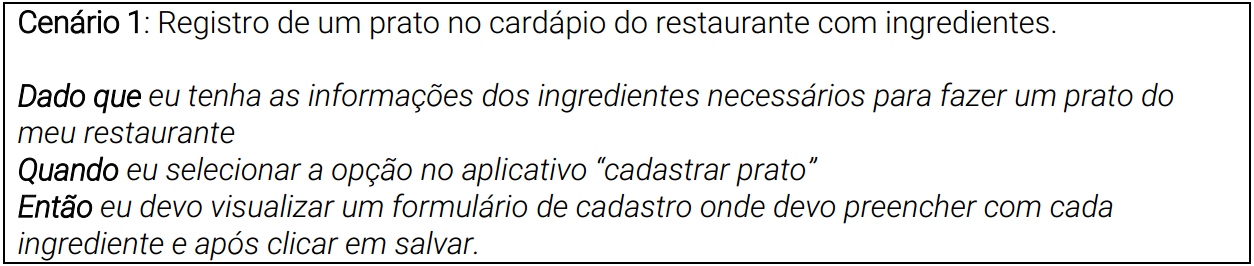 Cenário 1: Registro de um prato no cardápio do restaurante com ingredientes.
Dado que eu tenha as informações dos ingredientes necessários para fazer um prato do
meu restaurante
Quando eu selecionar a opção no aplicativo “cadastrar prato”
Então eu devo visualizar um formulário de cadastro onde devo preencher com cada
ingrediente e após clicar em salvar.